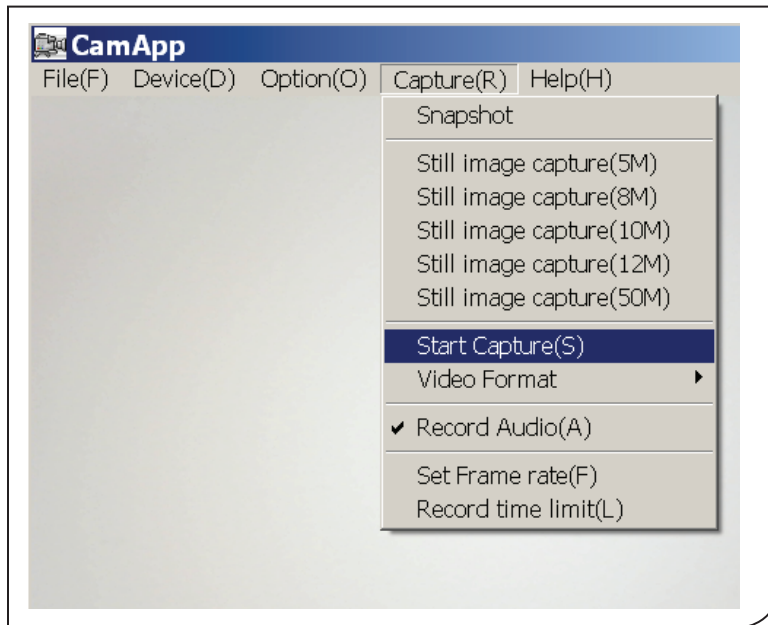 CamApp
File(F) Device(D) Option(O) Capture(R) Help(H)
Snapshot
Still image capture(5M)
Still image capture(8M)
Still image capture(10M)
Still image capture(12M)
Still image capture(50M)
Start Capture(S)
Video Format
Record Audio(A)
Set Frame rate(F)
Record time limit(L)